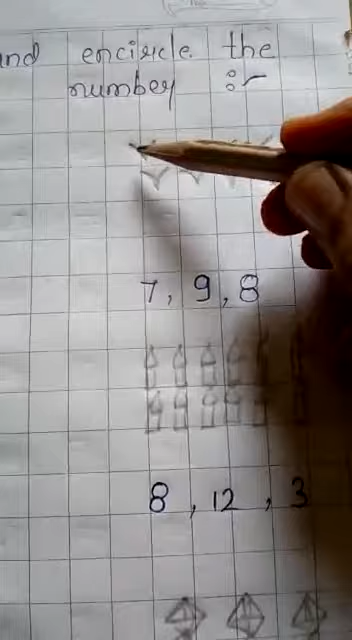 and encircle the
number :-
7, 9, 8
8, 12, 3